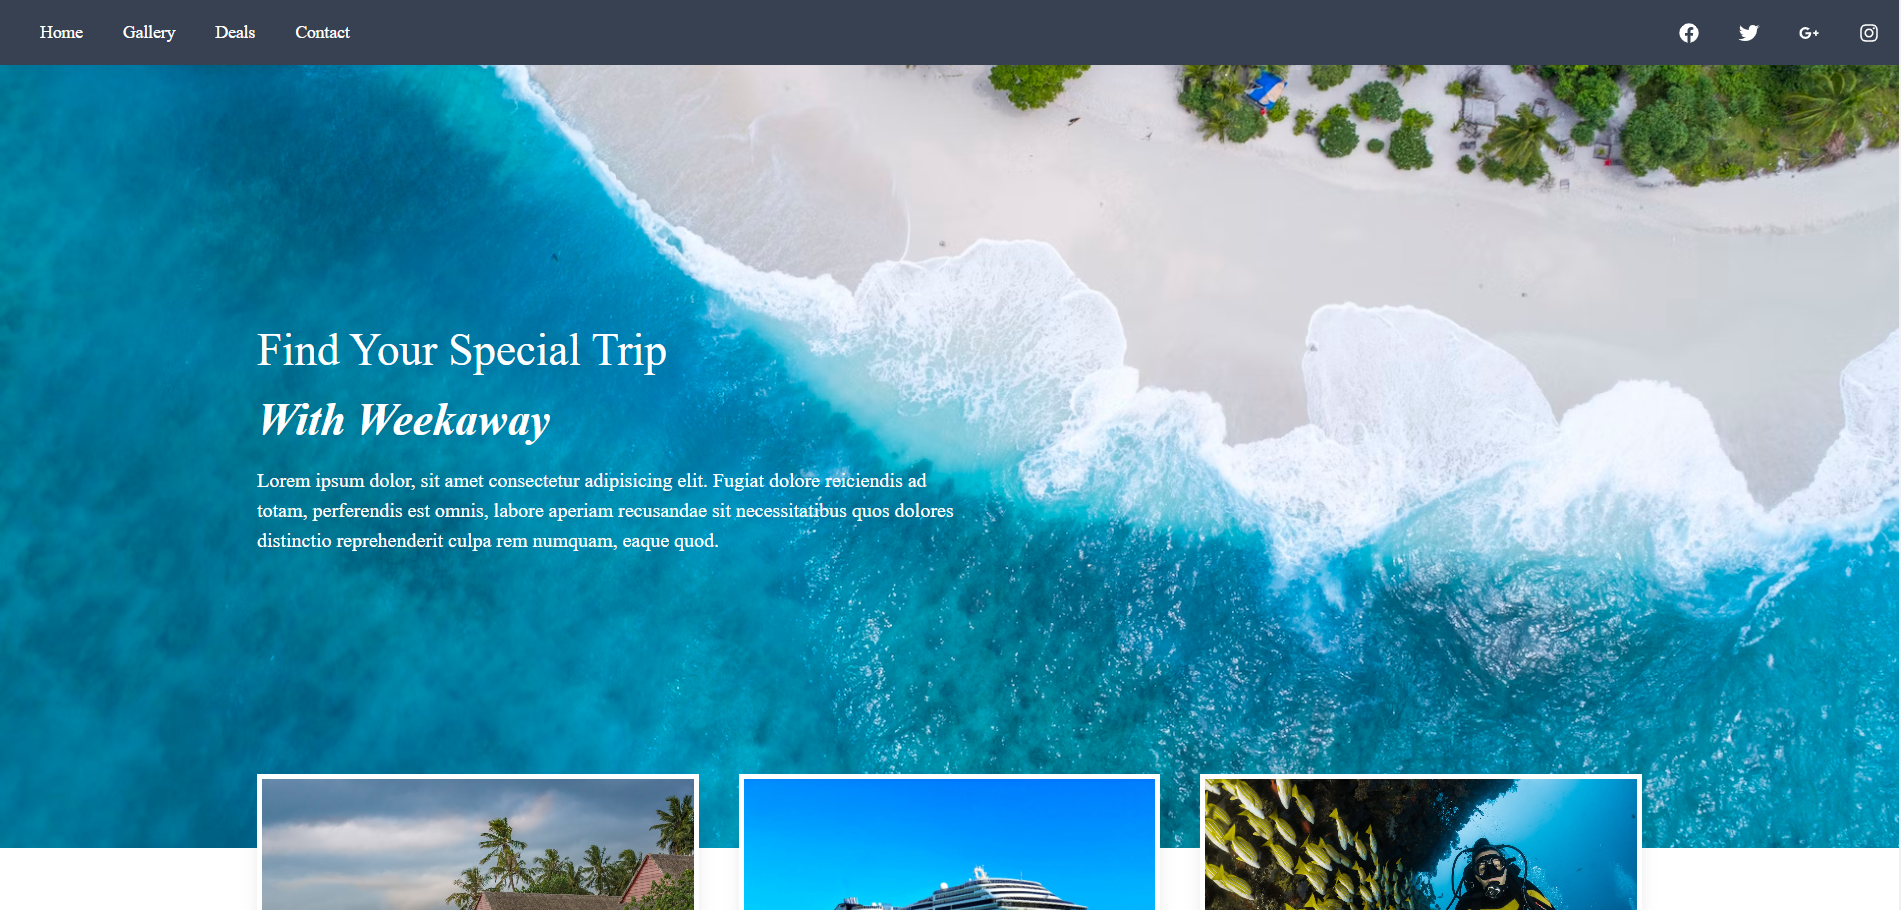 Home Gallery Deals Contact
Find Your Special Trip
With Weekaway
Lorem ipsum dolor, sit amet consectetur adipisicing elit. Fugiat dolore reiciendis ad
totam, perferendis est omnis, labore aperiam recusandae sit necessitatibus quos dolores
distinctio reprehenderit culpa rem numquam, eaque quod.